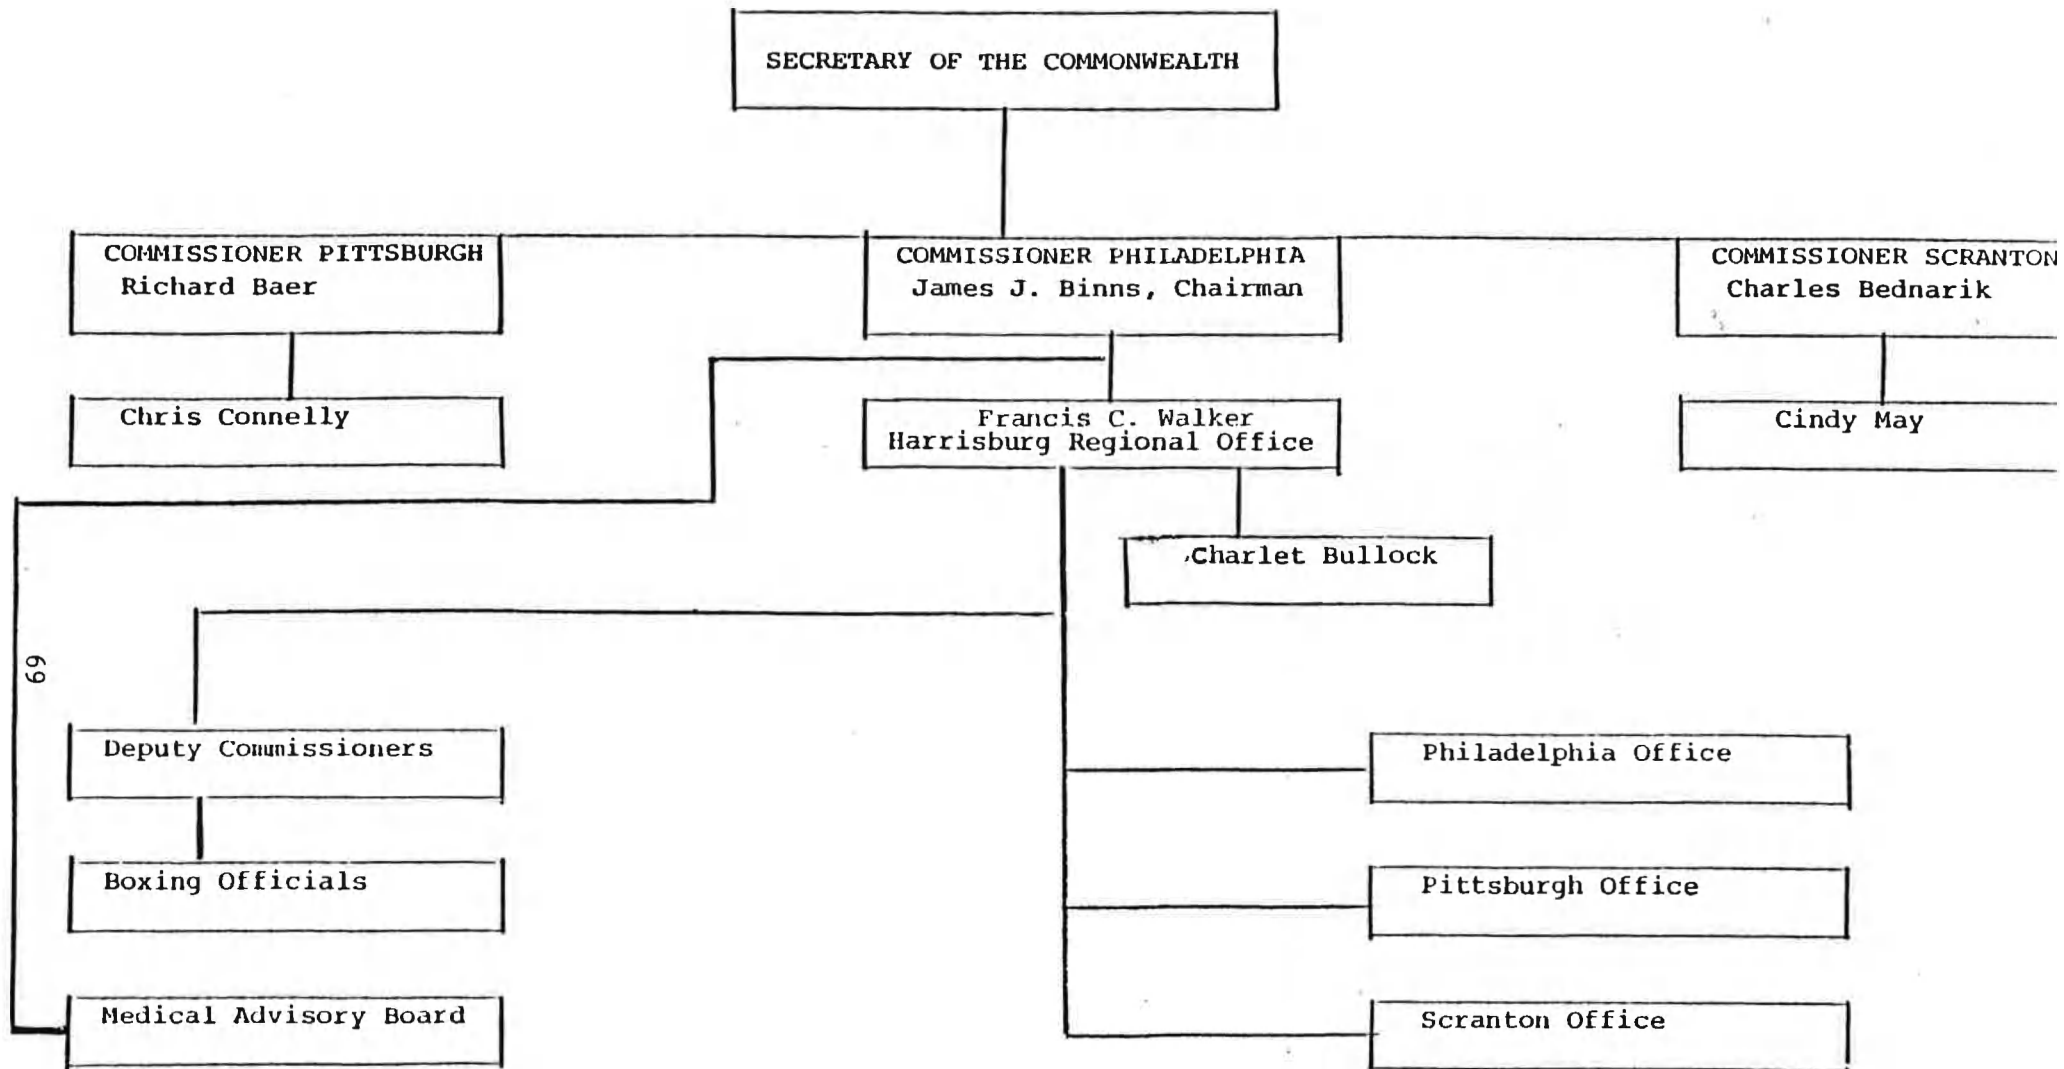 SECRETARY OF THE COMMONWEALTH
COMMISSIONER PITTSBURGH
Richard Baer
COMMISSIONER PHILADELPHIA
James J. Binns, Chairman
COMMISSIONER SCRANTON
Charles Bednarik
Chris Connelly
Francis C. Walker
Harrisburg Regional Office
Cindy May
Charlet Bullock
69
Deputy Commissioners
Philadelphia Office
Boxing Officials
Pittsburgh Office
Medical Advisory Board
Scranton Office